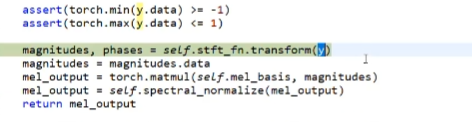 assert(torch.min(y.data) >= -1)
assert(torch.max(y.data) <= 1)
magnitudes, phases = self.stft_fn.transform(y)
magnitudes = magnitudes.data
mel_output = torch.matmul(self.mel_basis, magnitudes)
mel_output = self.spectral_normalize(mel_output)
return mel_output